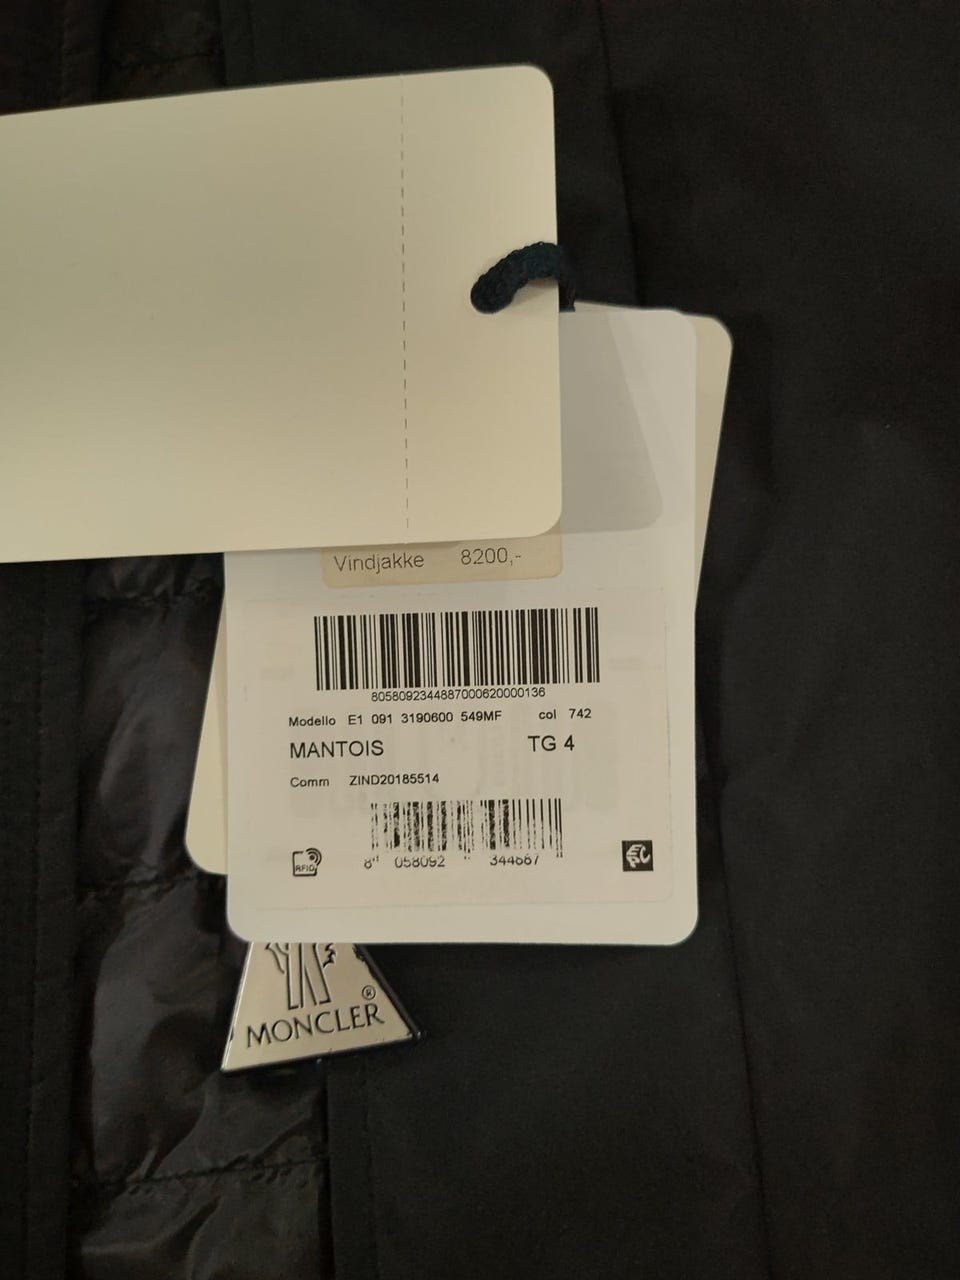 Vindjakke 8200,-
8058092344887000620000136
Modello E1 091 3190600 549MF col 742
MANTOIS TG 4
Comm ZIND20185514
8 058092 344887
RFID
MONCLER ®